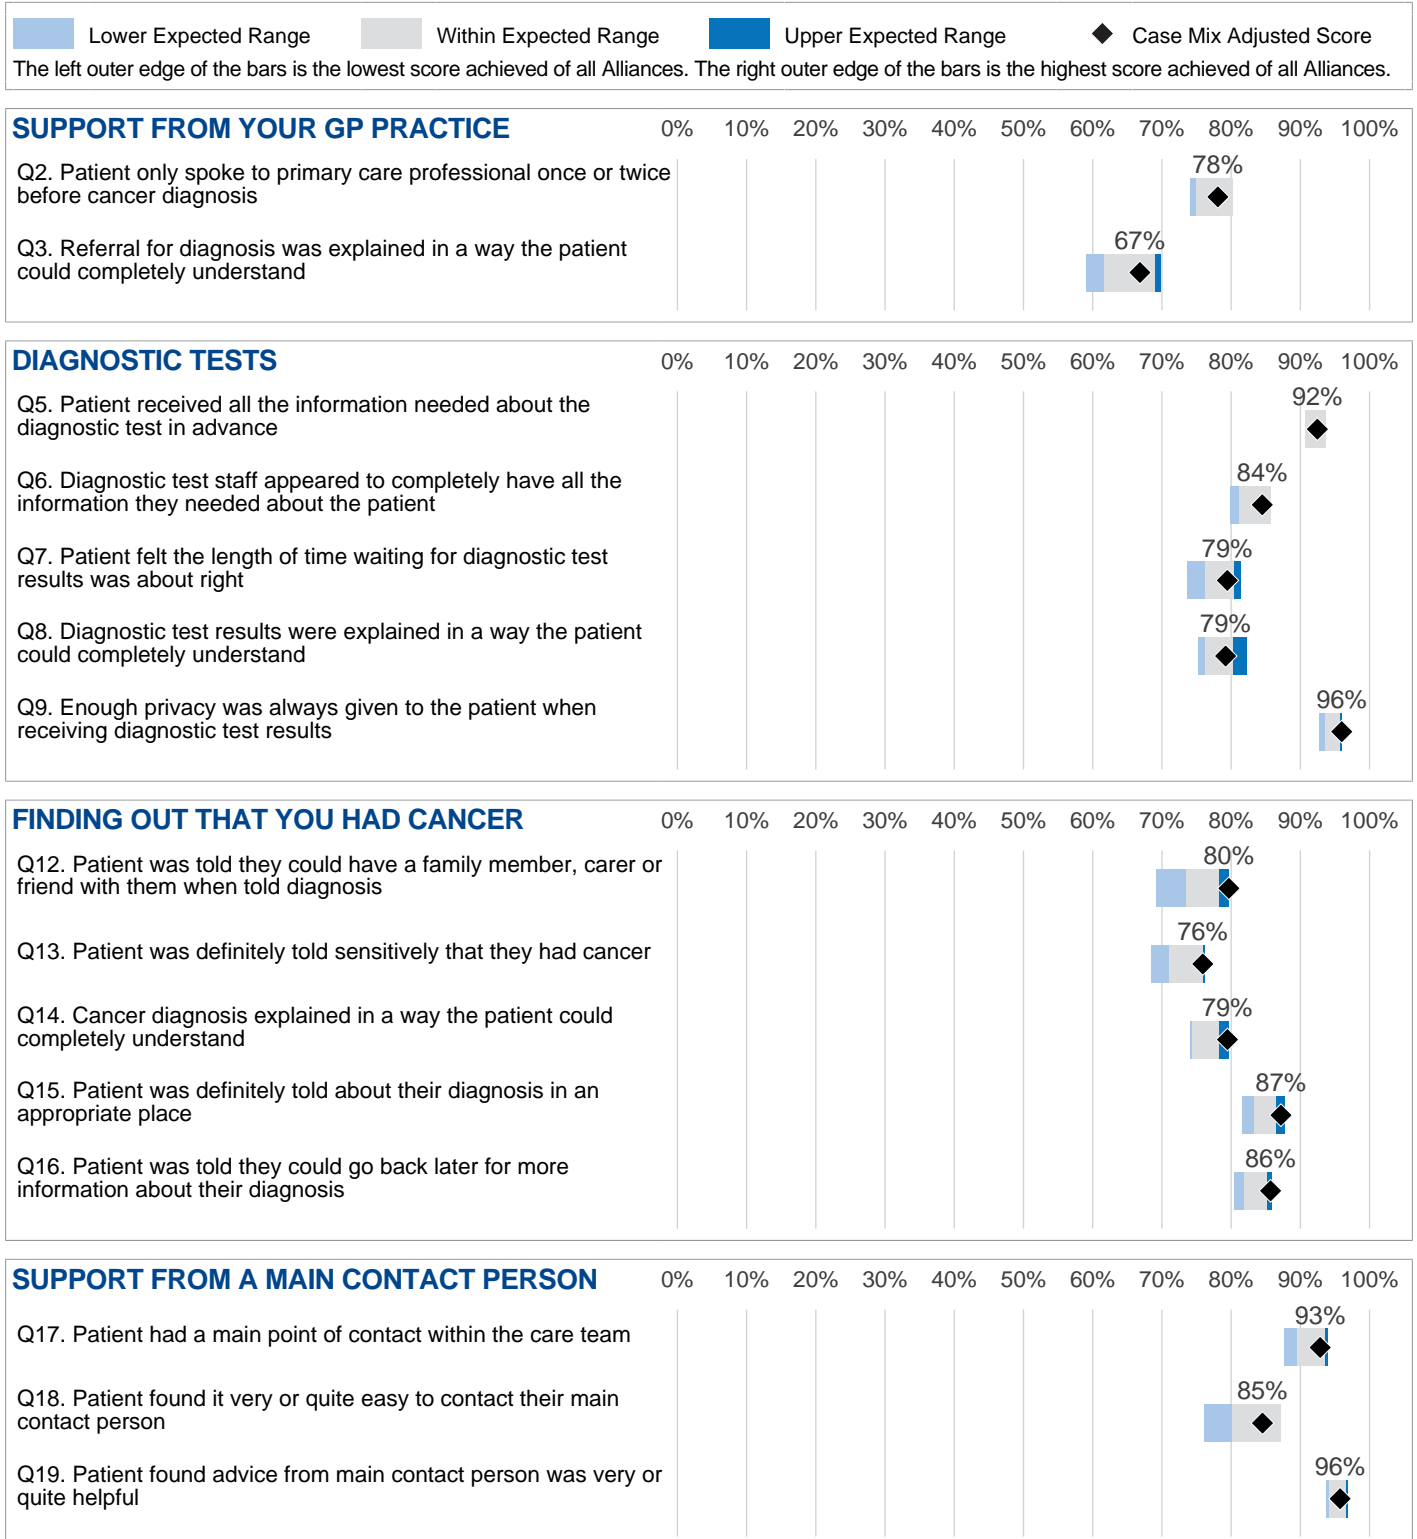 Lower Expected Range Within Expected Range Upper Expected Range Case Mix Adjusted Score
The left outer edge of the bars is the lowest score achieved of all Alliances. The right outer edge of the bars is the highest score achieved of all Alliances.
SUPPORT FROM YOUR GP PRACTICE 0% 10% 20% 30% 40% 50% 60% 70% 80% 90% 100%
78%
Q2. Patient only spoke to primary care professional once or twice
before cancer diagnosis
67%
Q3. Referral for diagnosis was explained in a way the patient
could completely understand
DIAGNOSTIC TESTS 0% 10% 20% 30% 40% 50% 60% 70% 80% 90% 100%
92%
Q5. Patient received all the information needed about the
diagnostic test in advance
84%
Q6. Diagnostic test staff appeared to completely have all the
information they needed about the patient
79%
Q7. Patient felt the length of time waiting for diagnostic test
results was about right
79%
Q8. Diagnostic test results were explained in a way the patient
could completely understand
96%
Q9. Enough privacy was always given to the patient when
receiving diagnostic test results
FINDING OUT THAT YOU HAD CANCER 0% 10% 20% 30% 40% 50% 60% 70% 80% 90% 100%
80%
Q12. Patient was told they could have a family member, carer or
friend with them when told diagnosis
76%
Q13. Patient was definitely told sensitively that they had cancer
79%
Q14. Cancer diagnosis explained in a way the patient could
completely understand
87%
Q15. Patient was definitely told about their diagnosis in an
appropriate place
86%
Q16. Patient was told they could go back later for more
information about their diagnosis
SUPPORT FROM A MAIN CONTACT PERSON 0% 10% 20% 30% 40% 50% 60% 70% 80% 90% 100%
93%
Q17. Patient had a main point of contact within the care team
85%
Q18. Patient found it very or quite easy to contact their main
contact person
96%
Q19. Patient found advice from main contact person was very or
quite helpful